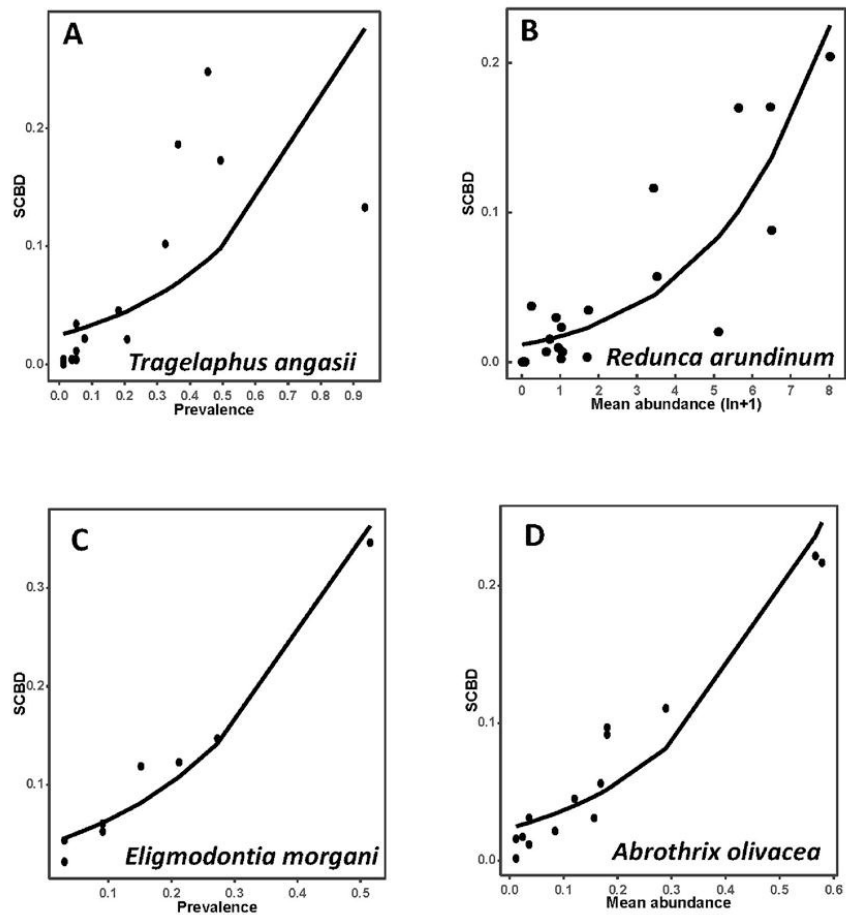 A
SCBD
0.2
0.1
0.0
Tragelaphus angasii
0.0 0.1 0.2 0.3 0.4 0.5 0.6 0.7 0.8 0.9
Prevalence
B
SCBD
0.2
0.1
0.0
Redunca arundinum
0 1 2 3 4 5 6 7 8
Mean abundance (ln+1)
C
SCBD
0.3
0.2
0.1
Eligmodontia morgani
0.1 0.2 0.3 0.4 0.5
Prevalence
D
SCBD
0.2
0.1
0.0
Abrothrix olivacea
0.0 0.1 0.2 0.3 0.4 0.5 0.6
Mean abundance